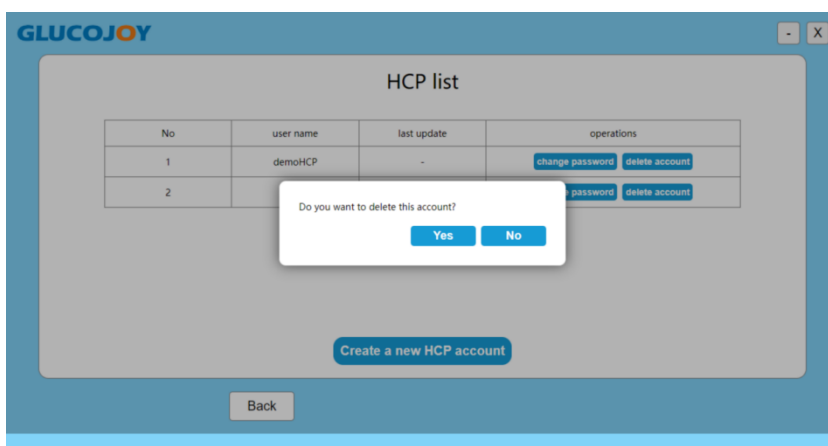 GLUCOJOY
- X
HCP list
No user name last update operations
1 demoHCP - change password delete account
2 password delete account
Do you want to delete this account?
Yes No
Create a new HCP account
Back